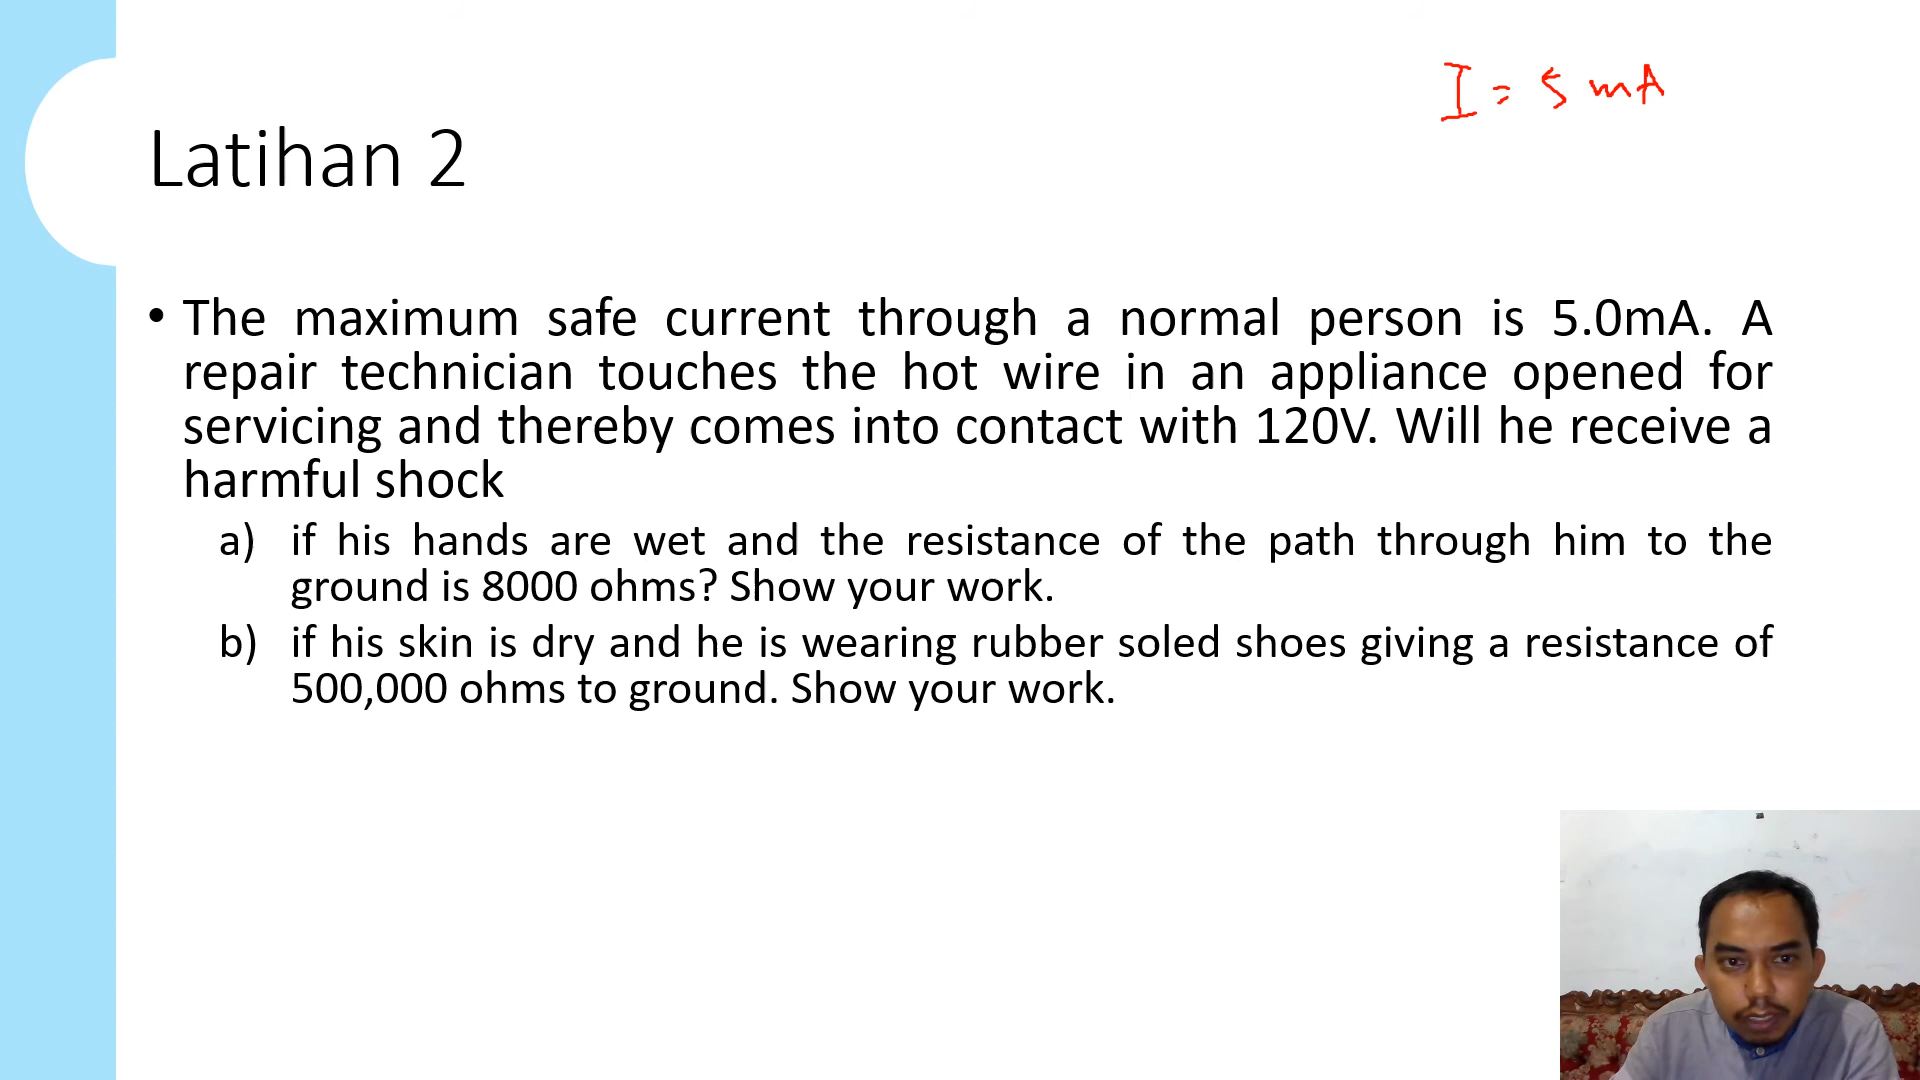 I = 5 mA
Latihan 2
• The maximum safe current through a normal person is 5.0mA. A
repair technician touches the hot wire in an appliance opened for
servicing and thereby comes into contact with 120V. Will he receive a
harmful shock
a) if his hands are wet and the resistance of the path through him to the
ground is 8000 ohms? Show your work.
b) if his skin is dry and he is wearing rubber soled shoes giving a resistance of
500,000 ohms to ground. Show your work.